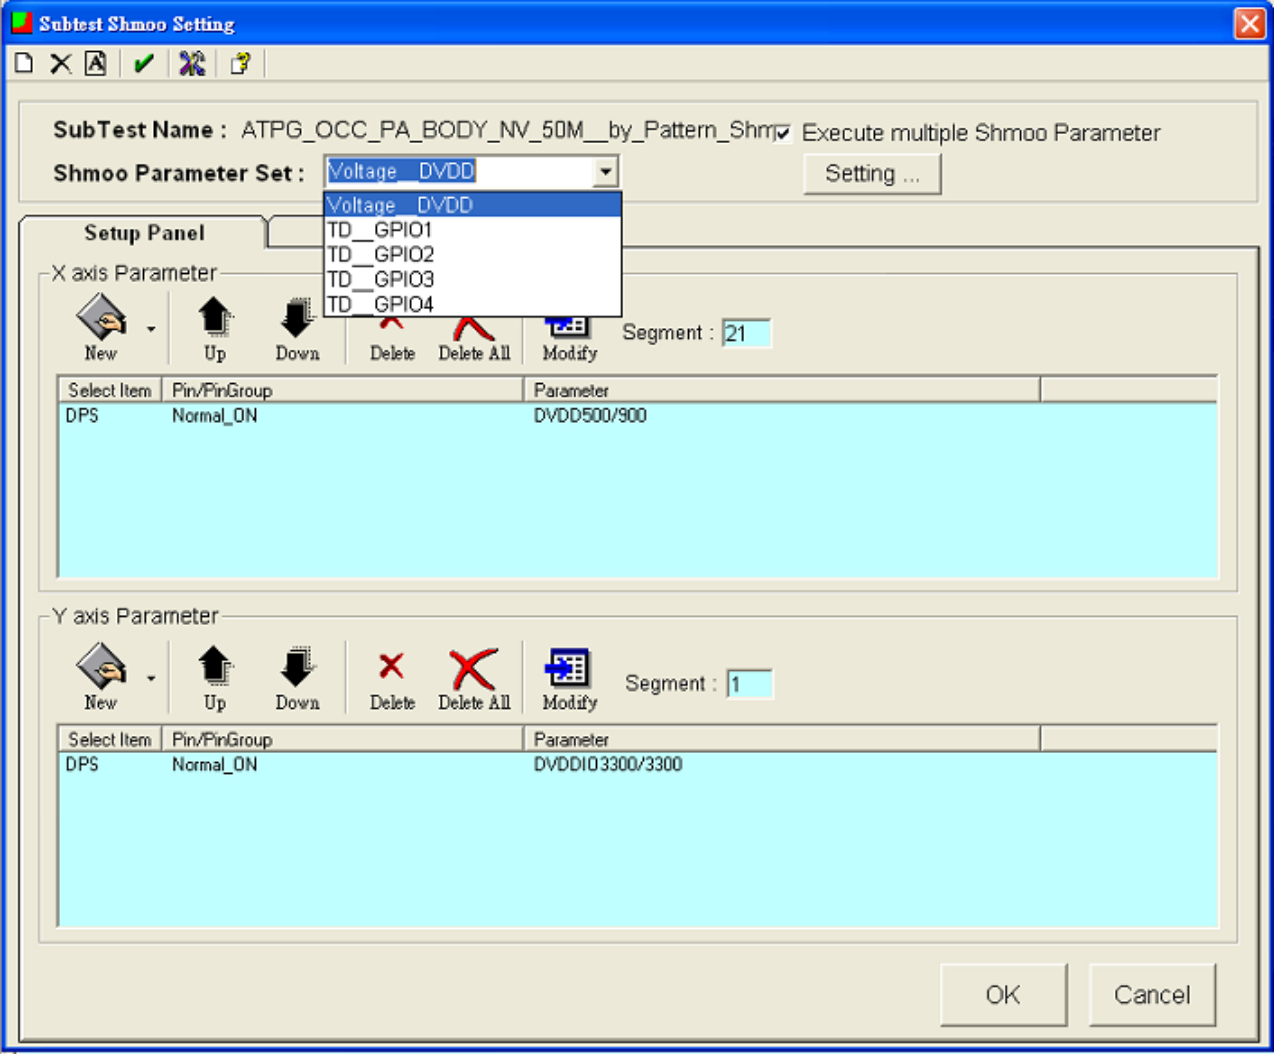 Subtest Shmoo Setting
SubTest Name : ATPG_OCC_PA_BODY_NV_50M__by_Pattern_Shm Execute multiple Shmoo Parameter
Shmoo Parameter Set : Voltage__DVDD Setting ...
Voltage__DVDD
TD__GPIO1
TD__GPIO2
TD__GPIO3
TD__GPIO4
Setup Panel
X axis Parameter
New Up Down Delete Delete All Modify Segment : 21
Select Item Pin/PinGroup Parameter
DPS Normal_ON DVDD500/900
Y axis Parameter
New Up Down Delete Delete All Modify Segment : 1
Select Item Pin/PinGroup Parameter
DPS Normal_ON DVDDIO3300/3300
OK Cancel